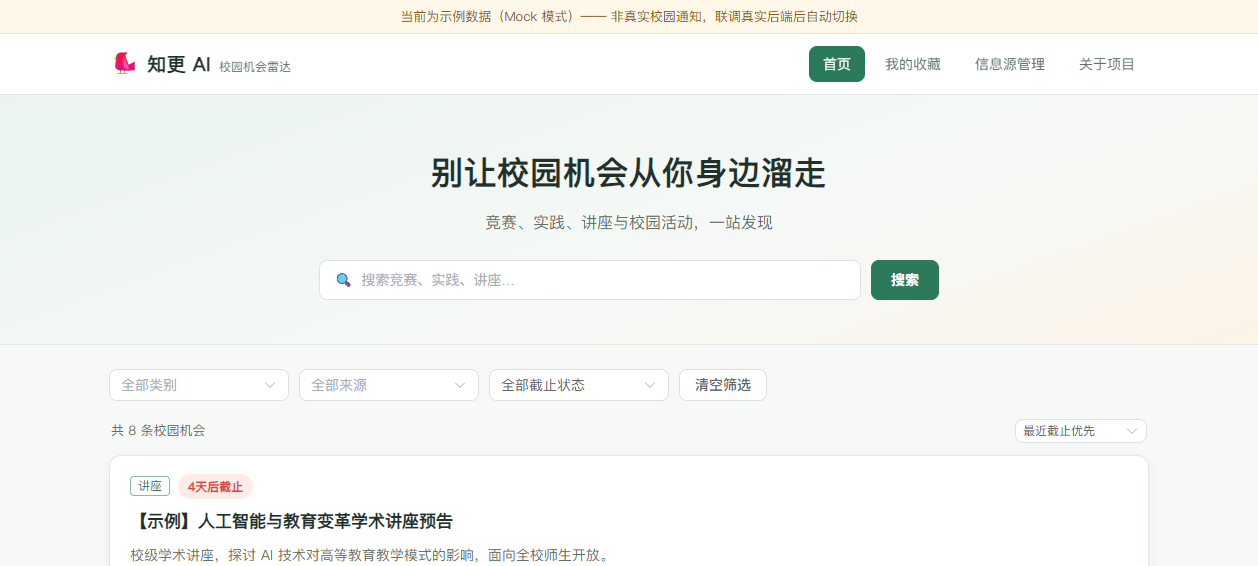 当前为示例数据（Mock 模式）—— 非真实校园通知，联调真实后端后自动切换
知更 AI 校园机会雷达 首页 我的收藏 信息源管理 关于项目
别让校园机会从你身边溜走
竞赛、实践、讲座与校园活动，一站发现
搜索竞赛、实践、讲座... 搜索
全部类别 全部来源 全部截止状态 清空筛选
共 8 条校园机会 最近截止优先
讲座 4天后截止
【示例】人工智能与教育变革学术讲座预告
校级学术讲座，探讨 AI 技术对高等教育教学模式的影响，面向全校师生开放。